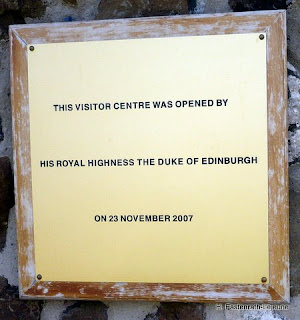 THIS VISITOR CENTRE WAS OPENED BY
HIS ROYAL HIGHNESS THE DUKE OF EDINBURGH
ON 23 NOVEMBER 2007